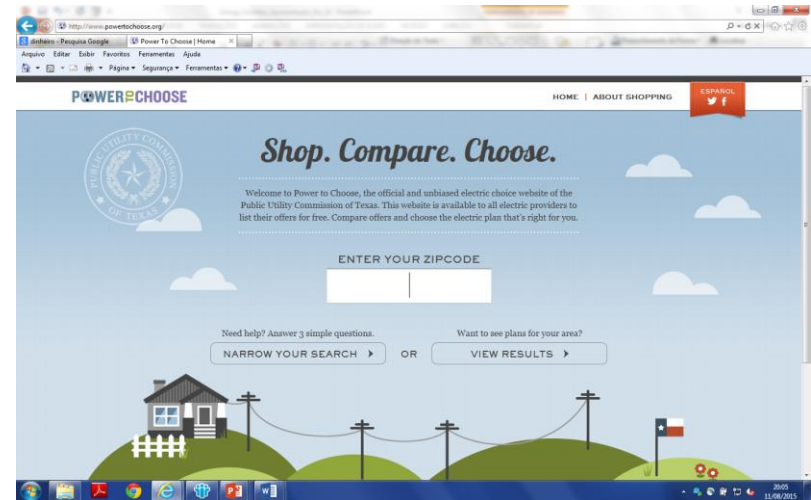 http://www.powertochoose.org/
dinheiro - Pesquisa Google
Power To Choose | Home
Arquivo Editar Exibir Favoritos Ferramentas Ajuda
Página Segurança Ferramentas
POWER TO CHOOSE
HOME | ABOUT SHOPPING
ESPAÑOL
PUBLIC UTILITY COMMISSION
OF TEXAS
Shop. Compare. Choose.
Welcome to Power to Choose, the official and unbiased electric choice website of the
Public Utility Commission of Texas. This website is available to all electric providers to
list their offers for free. Compare offers and choose the electric plan that's right for you.
ENTER YOUR ZIPCODE
Need help? Answer 3 simple questions.
Want to see plans for your area?
NARROW YOUR SEARCH
OR
VIEW RESULTS
20:05
11/08/2015